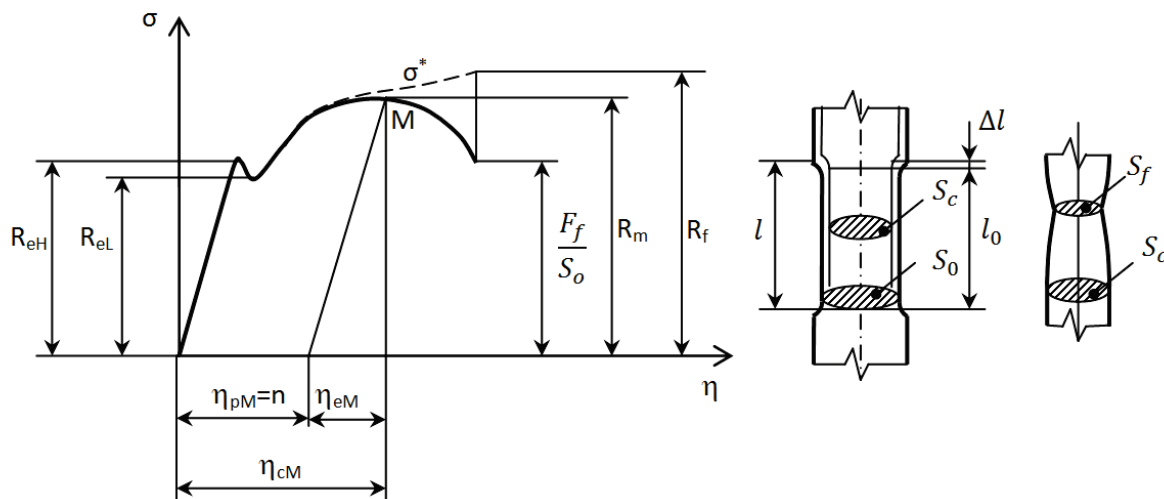 σ
σ*
M
R_eH
R_eL
F_f
S_o
R_m
R_f
η
η_pM=n
η_eM
η_cM
Δl
l
S_c
S_0
l_0
S_f
S_c